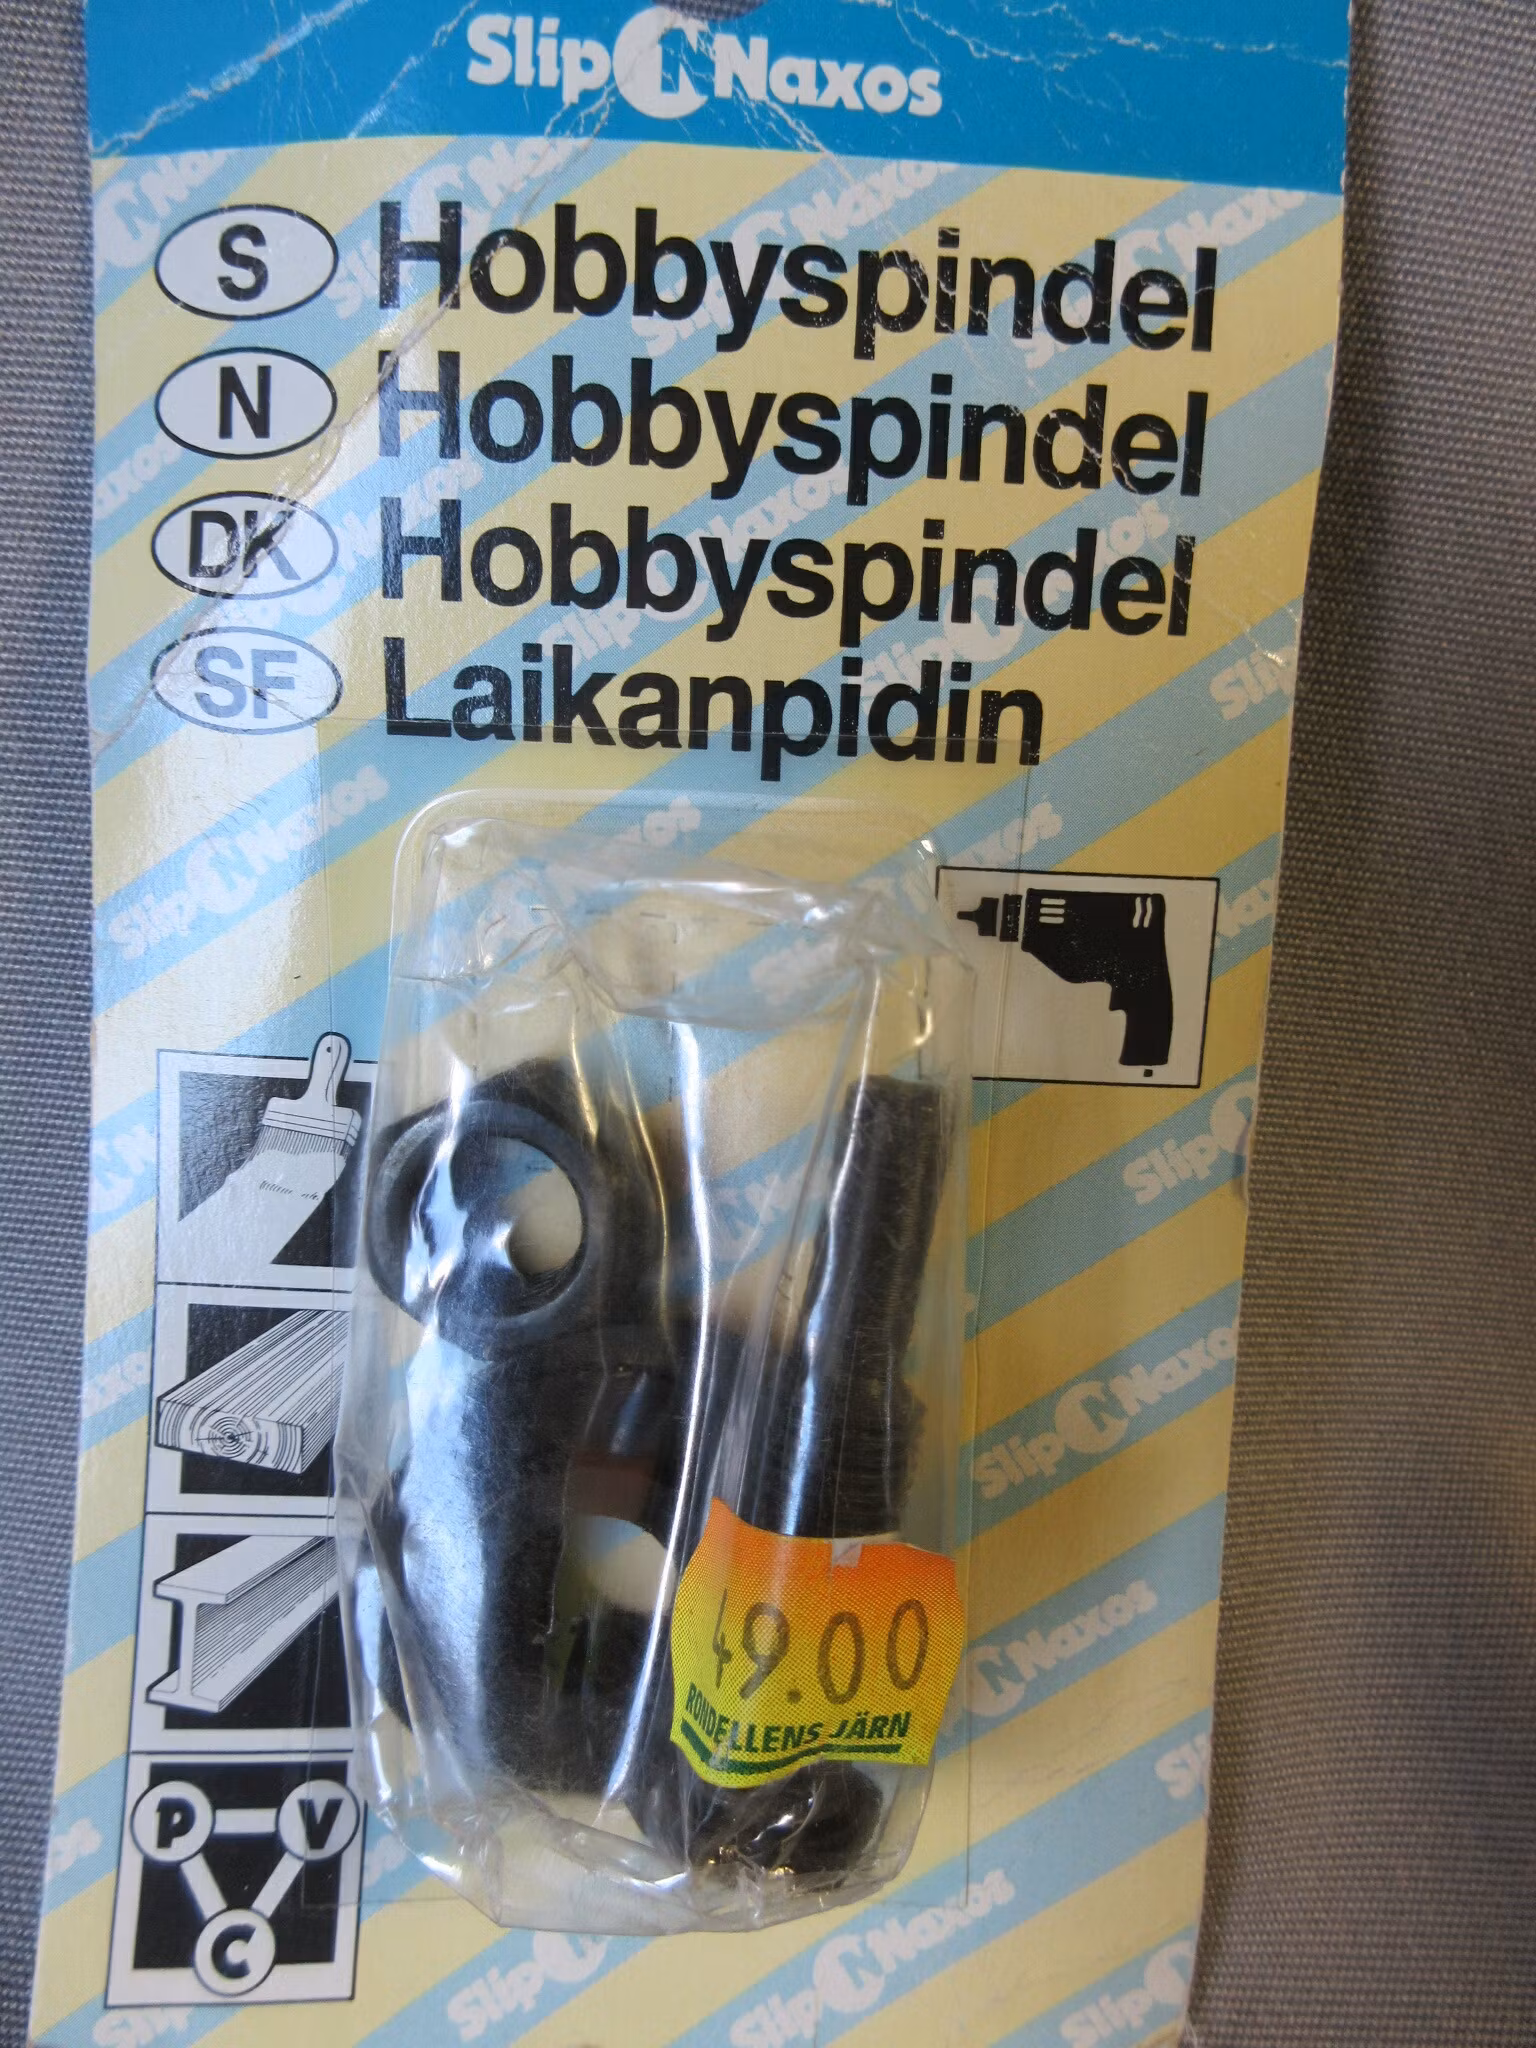 Slip Naxos
S Hobbyspindel
N Hobbyspindel
DK Hobbyspindel
SF Laikanpidin
49.00
RONDELLENS JÄRN
P V
C